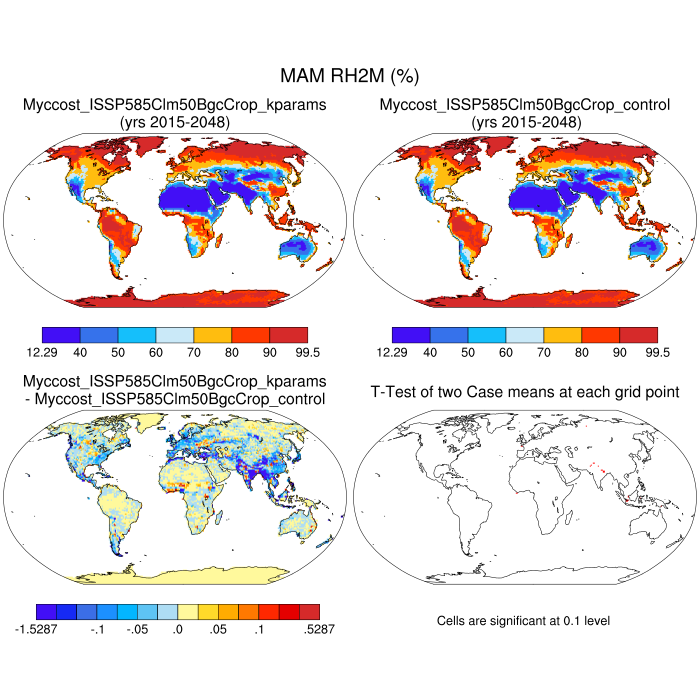 MAM RH2M (%)
Myccost_ISSP585Clm50BgcCrop_kparams
(yrs 2015-2048)
Myccost_ISSP585Clm50BgcCrop_control
(yrs 2015-2048)
12.29 40 50 60 70 80 90 99.5
12.29 40 50 60 70 80 90 99.5
Myccost_ISSP585Clm50BgcCrop_kparams
- Myccost_ISSP585Clm50BgcCrop_control
T-Test of two Case means at each grid point
-1.5287 -.1 -.05 .0 .05 .1 .5287
Cells are significant at 0.1 level